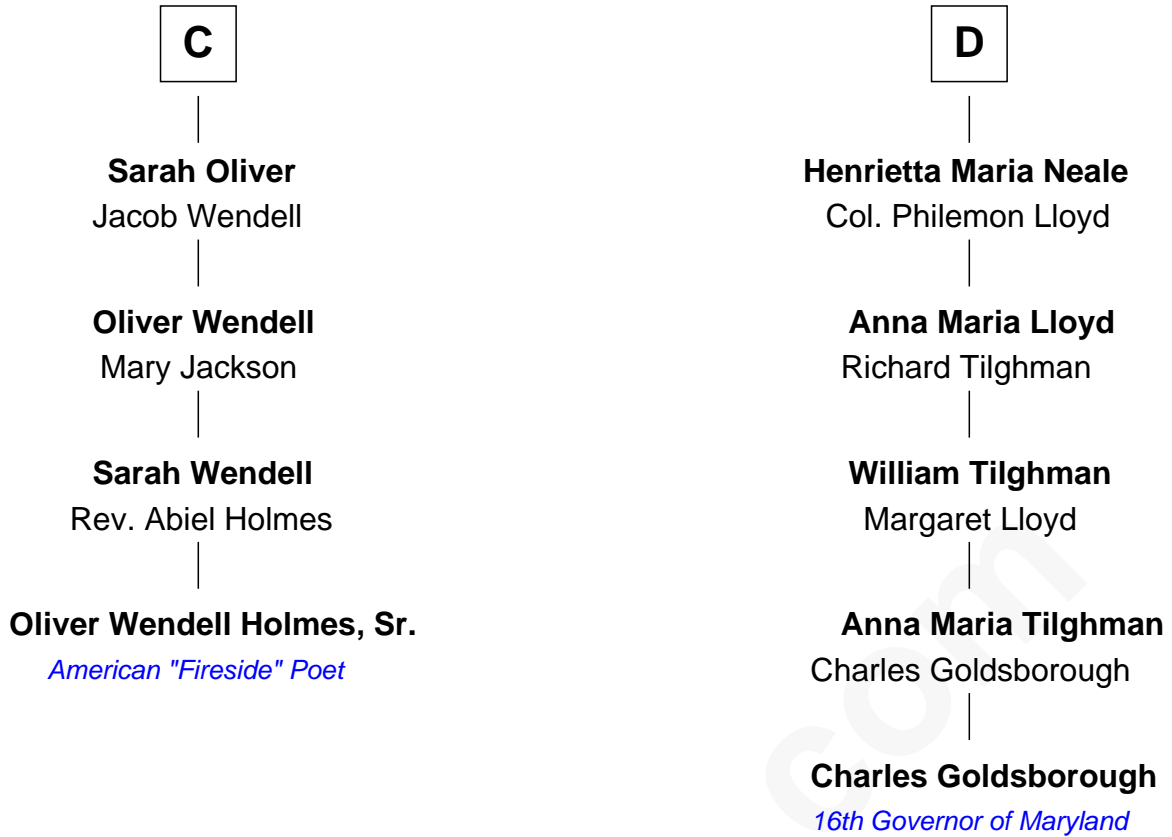 C
Sarah Oliver
Jacob Wendell
Oliver Wendell
Mary Jackson
Sarah Wendell
Rev. Abiel Holmes
Oliver Wendell Holmes, Sr.
American "Fireside" Poet
D
Henrietta Maria Neale
Col. Philemon Lloyd
Anna Maria Lloyd
Richard Tilghman
William Tilghman
Margaret Lloyd
Anna Maria Tilghman
Charles Goldsborough
Charles Goldsborough
16th Governor of Maryland
com